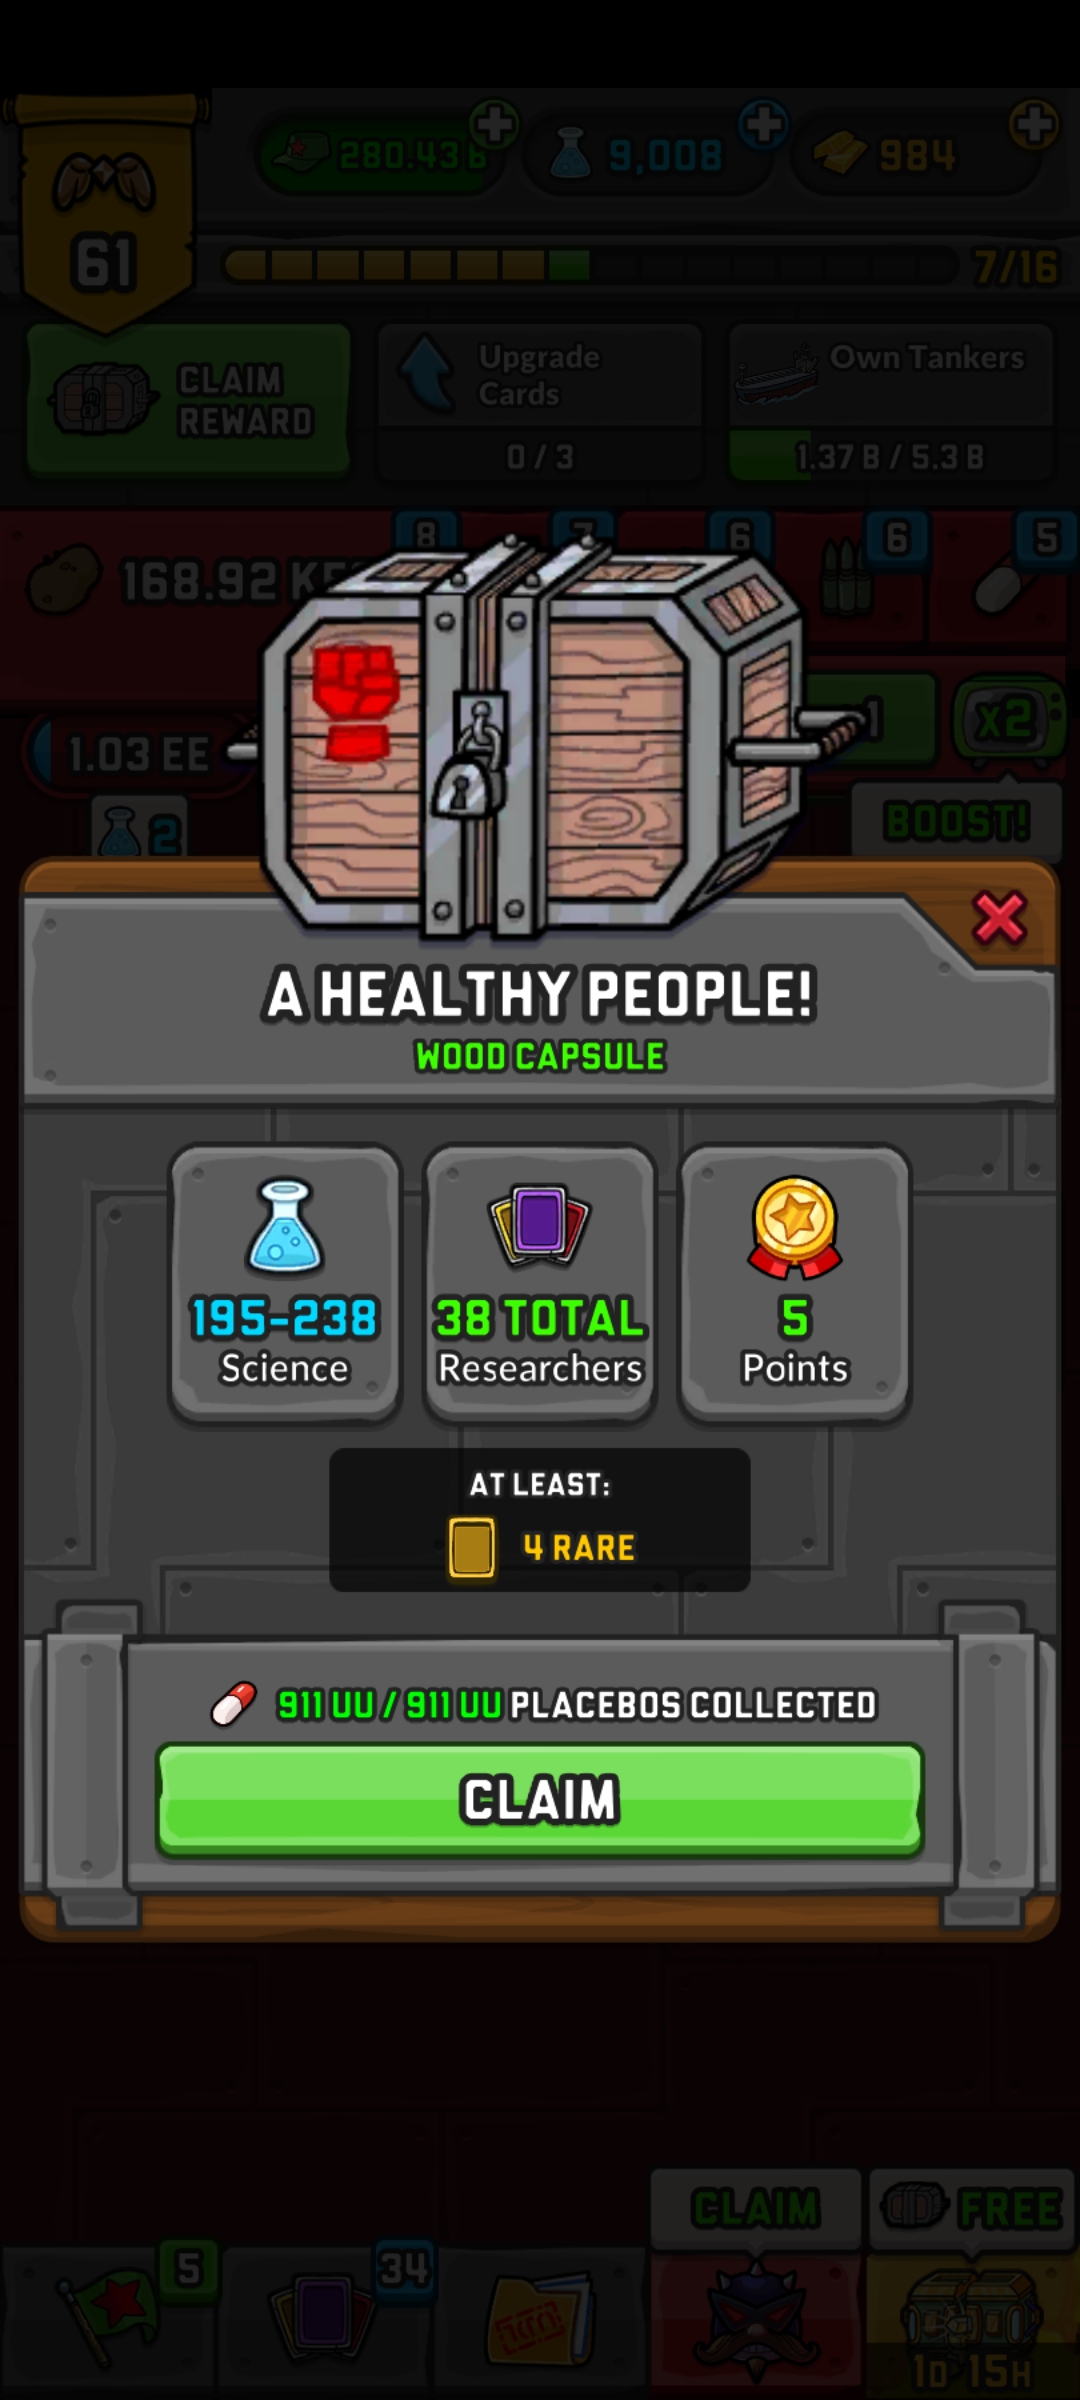 280.43 B
9,008
984
61
7/16
CLAIM
REWARD
Upgrade
Cards
0 / 3
Own Tankers
1.37 B / 5.3 B
8
7
6
6
5
168.92 KF
1
x2
1.03 EE
2
BOOST!
A HEALTHY PEOPLE!
WOOD CAPSULE
195-238
Science
38 TOTAL
Researchers
5
Points
AT LEAST:
4 RARE
911 UU / 911 UU PLACEBOS COLLECTED
CLAIM
CLAIM
FREE
5
34
1D 15H